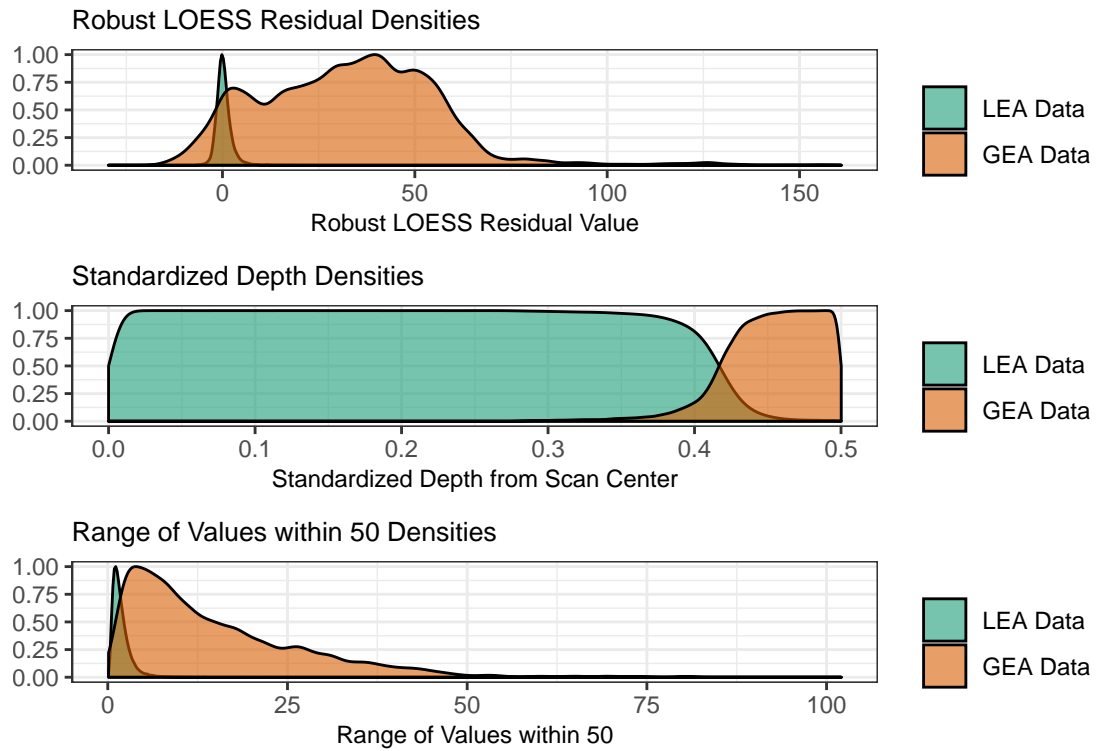 Robust LOESS Residual Densities
1.00
0.75
0.50
0.25
0.00
0 50 100 150
Robust LOESS Residual Value
LEA Data
GEA Data
Standardized Depth Densities
1.00
0.75
0.50
0.25
0.00
0.0 0.1 0.2 0.3 0.4 0.5
Standardized Depth from Scan Center
LEA Data
GEA Data
Range of Values within 50 Densities
1.00
0.75
0.50
0.25
0.00
0 25 50 75 100
Range of Values within 50
LEA Data
GEA Data